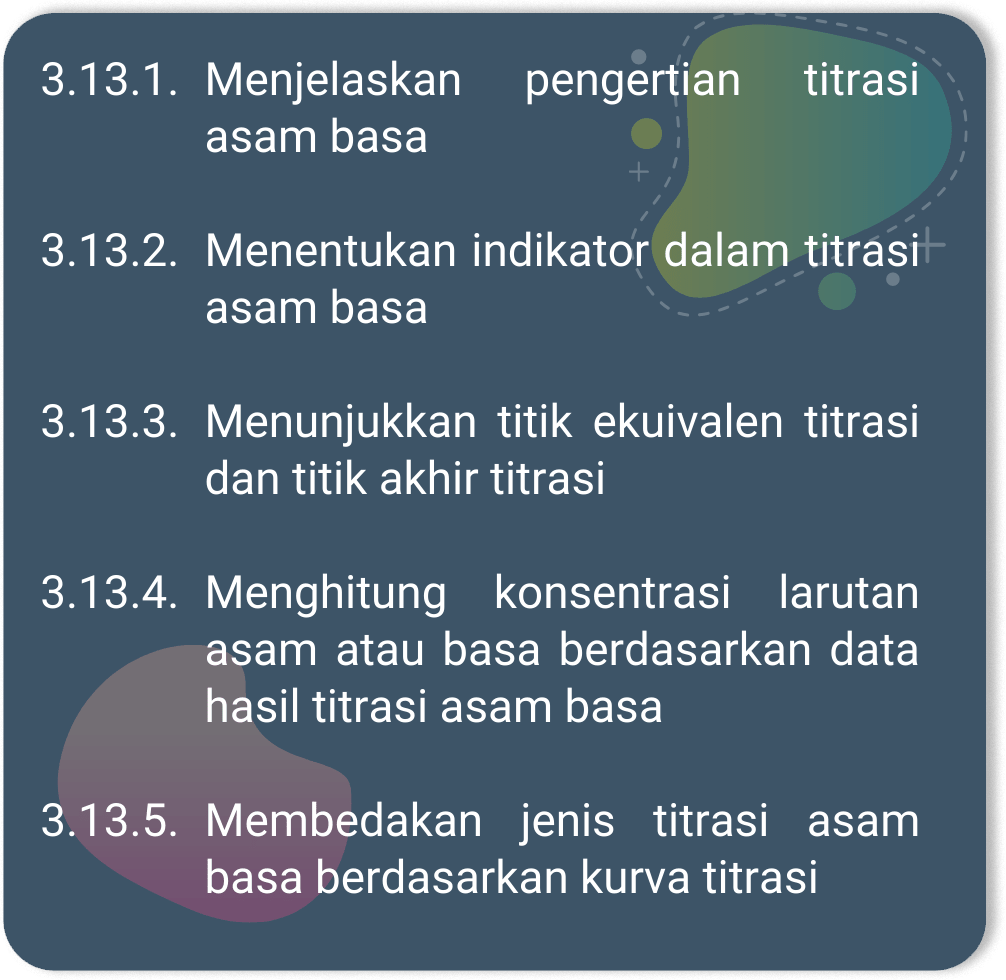 3.13.1. Menjelaskan pengertian titrasi
asam basa
3.13.2. Menentukan indikator dalam titrasi
asam basa
3.13.3. Menunjukkan titik ekuivalen titrasi
dan titik akhir titrasi
3.13.4. Menghitung konsentrasi larutan
asam atau basa berdasarkan data
hasil titrasi asam basa
3.13.5. Membedakan jenis titrasi asam
basa berdasarkan kurva titrasi